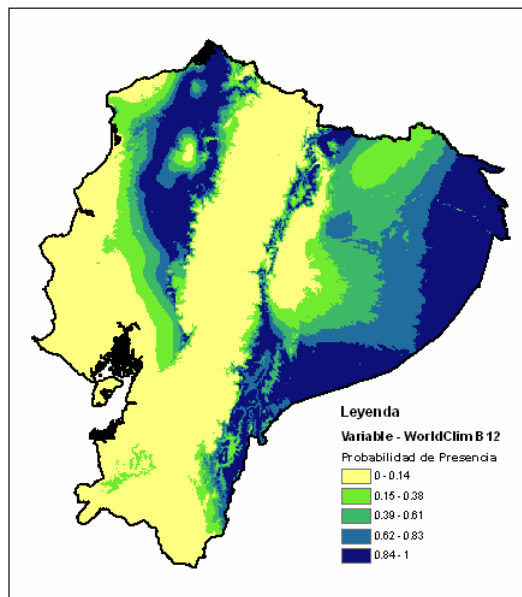 Leyenda
Variable - WorldClim B 12
Probabilidad de Presencia
0 - 0.14
0.15 - 0.38
0.39 - 0.61
0.62 - 0.83
0.84 - 1